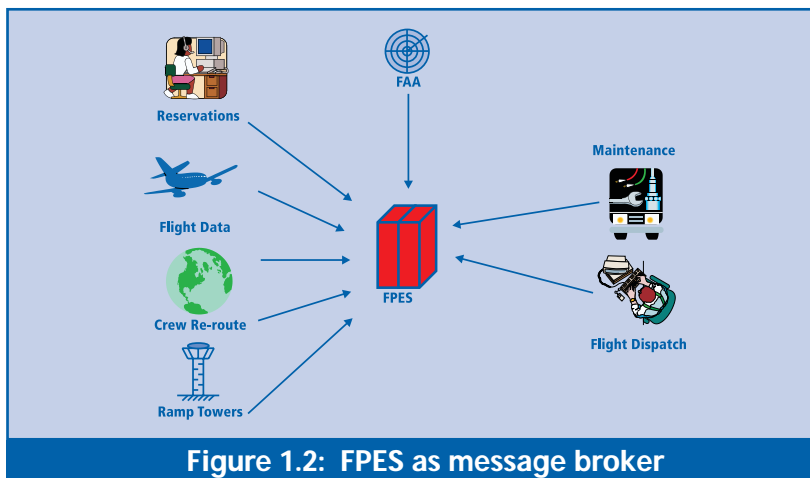 FAA
Reservations
Maintenance
Flight Data
FPES
Crew Re-route
Flight Dispatch
Ramp Towers
Figure 1.2: FPES as message broker